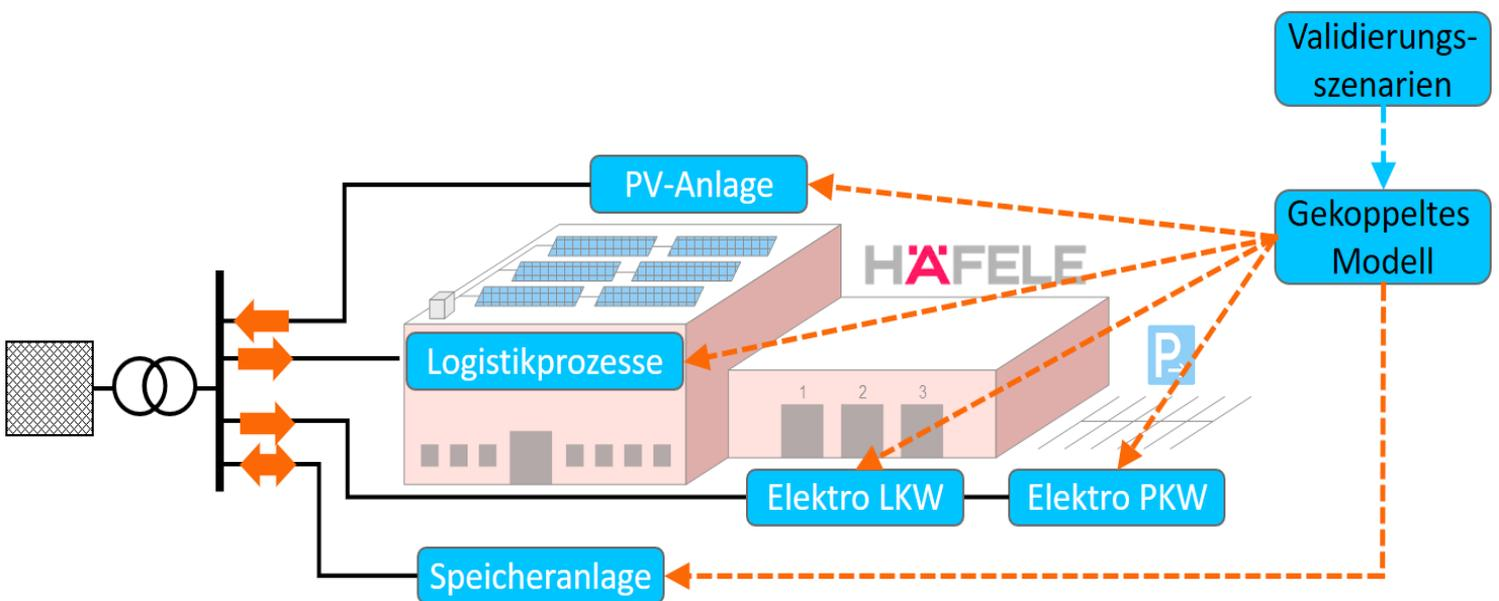 Validierungs-
szenarien
PV-Anlage
Gekoppeltes
Modell
HÄFELE
Logistikprozesse
P
1 2 3
Elektro LKW
Elektro PKW
Speicheranlage